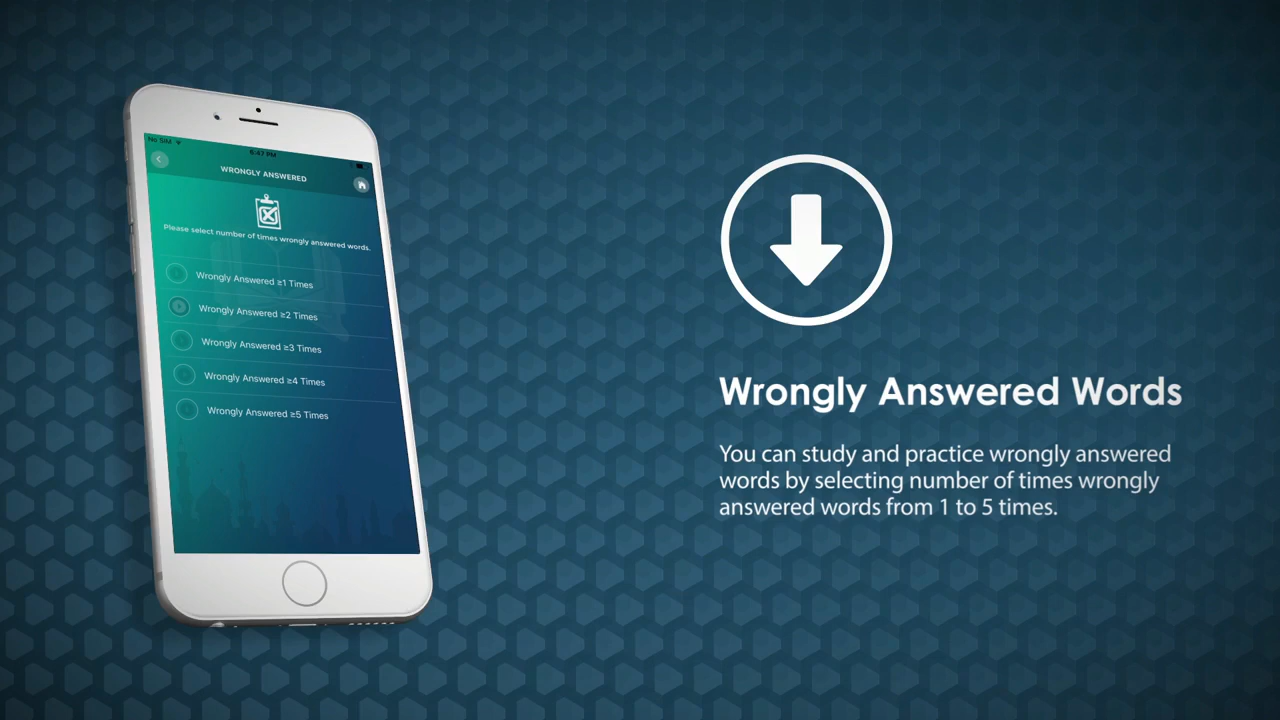 No SIM
6:47 PM
WRONGLY ANSWERED
Please select number of times wrongly answered words.
Wrongly Answered ≥1 Times
Wrongly Answered ≥2 Times
Wrongly Answered ≥3 Times
Wrongly Answered ≥4 Times
Wrongly Answered ≥5 Times
Wrongly Answered Words
You can study and practice wrongly answered
words by selecting number of times wrongly
answered words from 1 to 5 times.